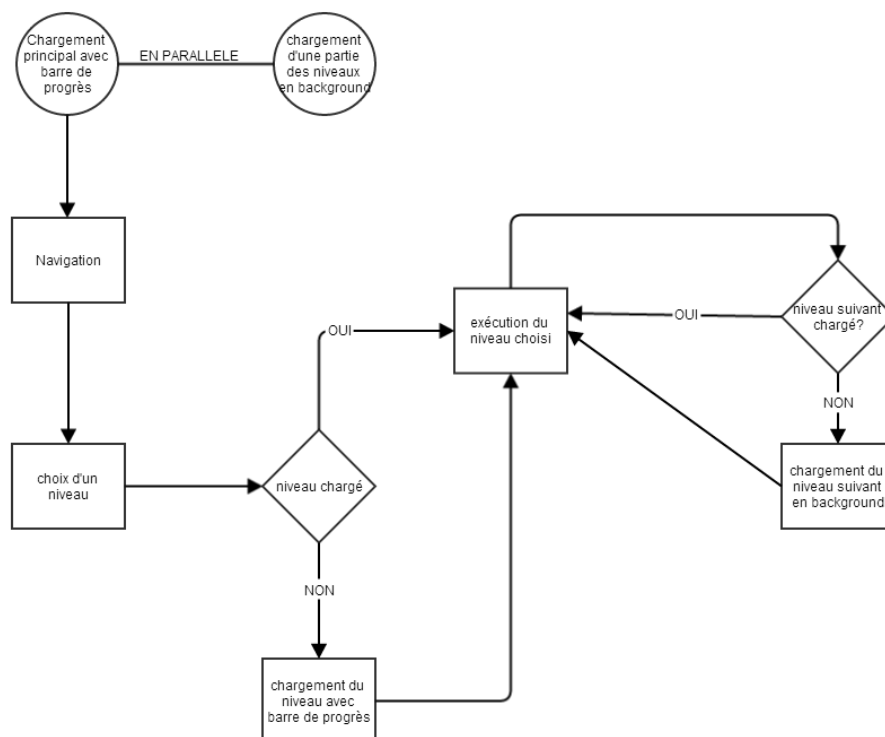 Chargement
principal avec
barre de
progrès
EN PARALLELE
chargement
d'une partie
des niveaux
en background
Navigation
choix d'un
niveau
niveau chargé
OUI
NON
chargement du
niveau avec
barre de progrès
exécution du
niveau choisi
OUI
niveau suivant
chargé?
NON
chargement du
niveau suivant
en background